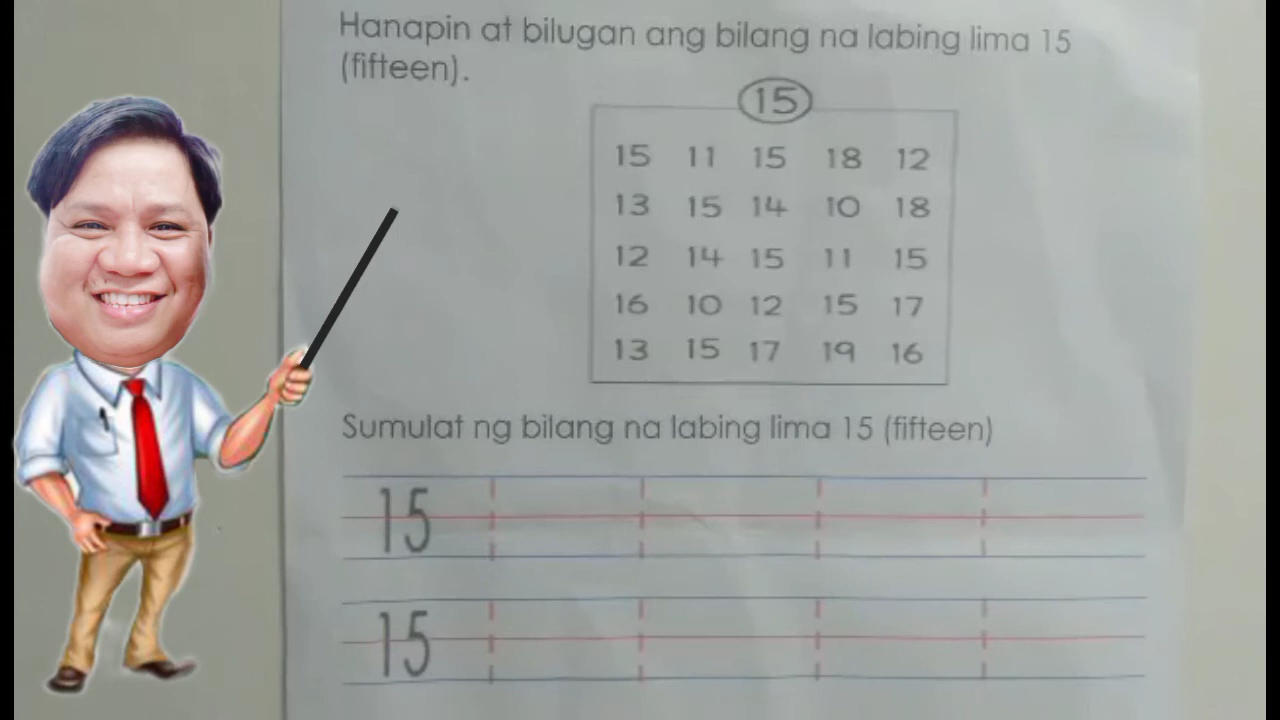 Hanapin at bilugan ang bilang na labing lima 15
(fifteen).
15
15 11 15 18 12
13 15 14 10 18
12 14 15 11 15
16 10 12 15 17
13 15 17 19 16
Sumulat ng bilang na labing lima 15 (fifteen)
15
15